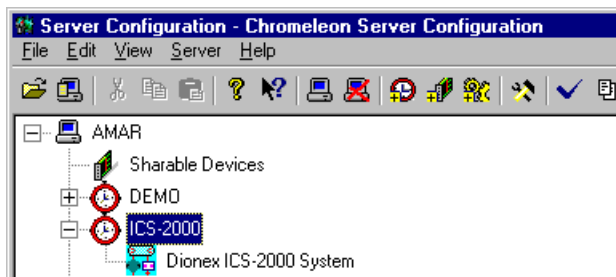 Server Configuration - Chromeleon Server Configuration
File Edit View Server Help
AMAR
Sharable Devices
DEMO
ICS-2000
Dionex ICS-2000 System